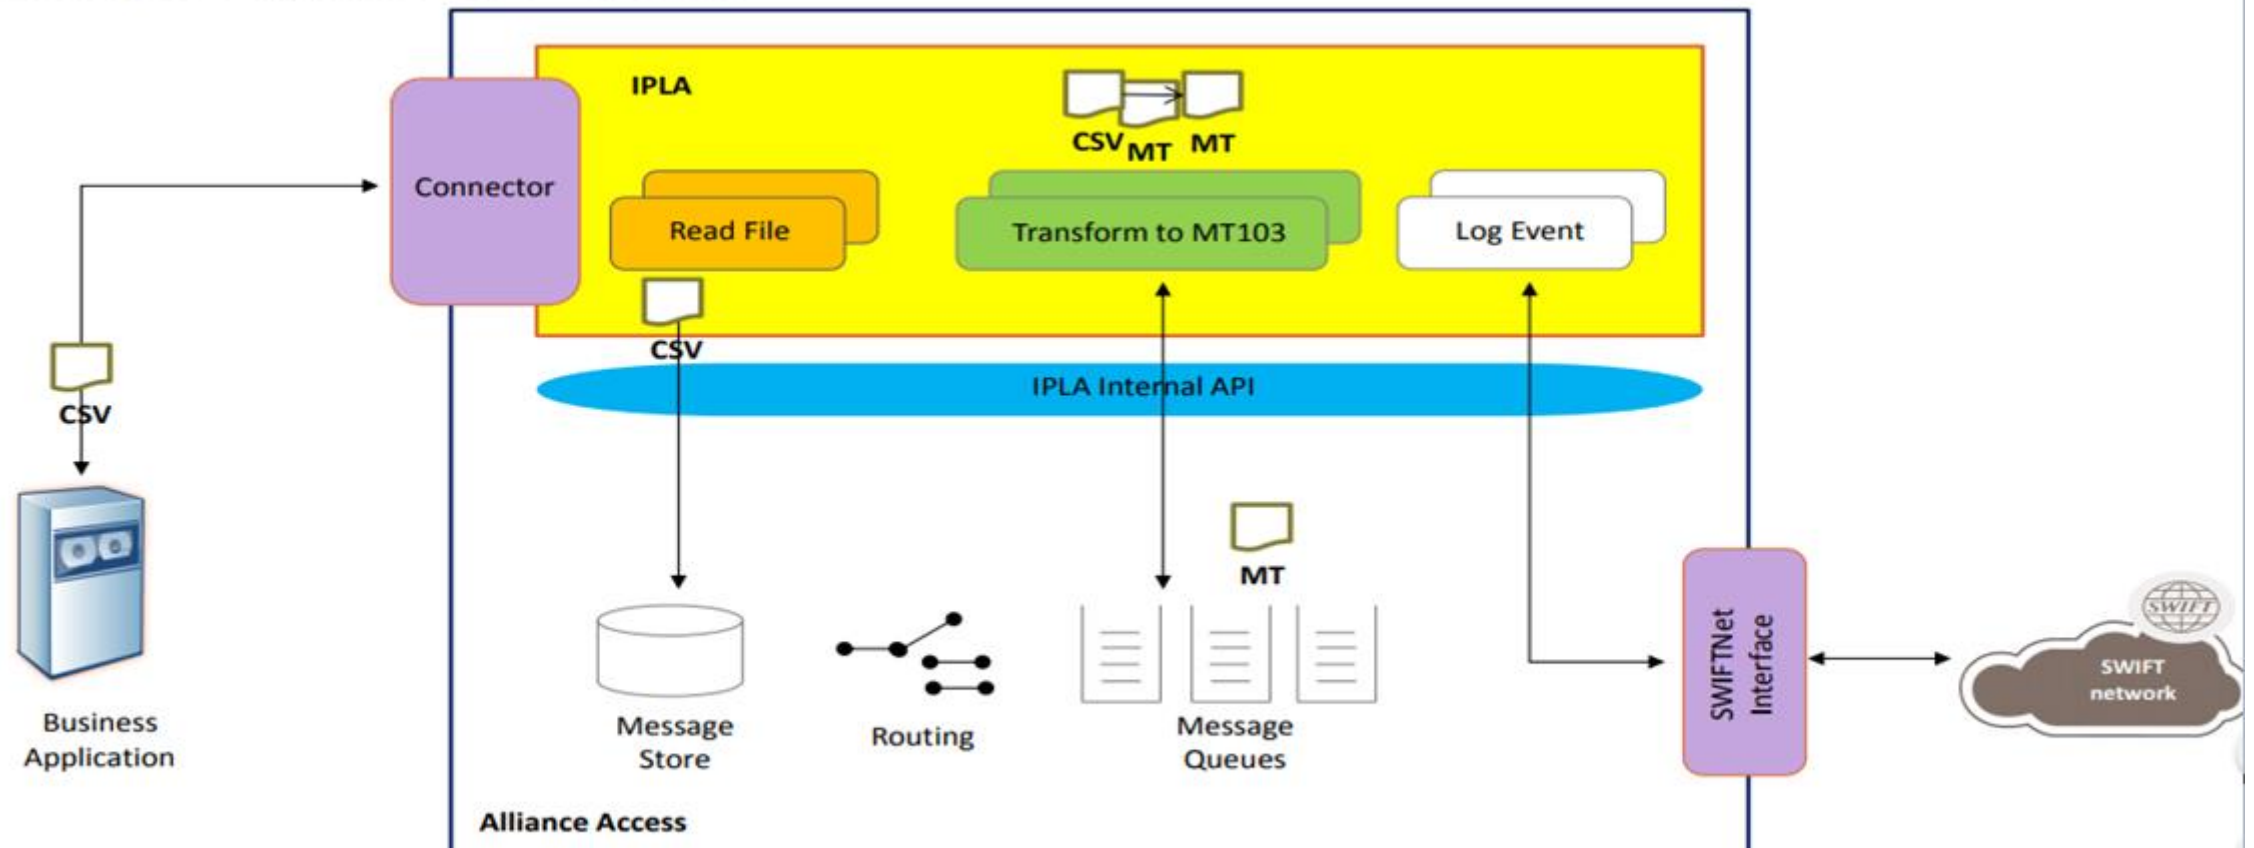 IPLA
CSV
MT
MT
Connector
Read File
Transform to MT103
Log Event
CSV
IPLA Internal API
CSV
MT
SWIFTNet
Interface
SWIFT
SWIFT
network
Business
Application
Message
Store
Routing
Message
Queues
Alliance Access